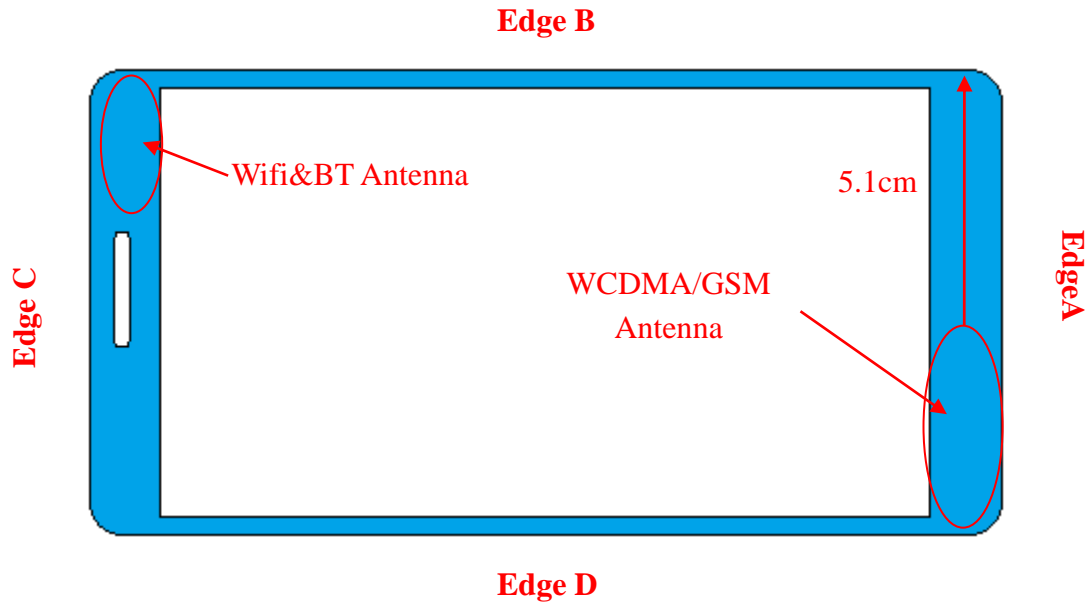 Edge B
Wifi&BT Antenna
5.1cm
EdgeA
Edge C
WCDMA/GSM
Antenna
Edge D